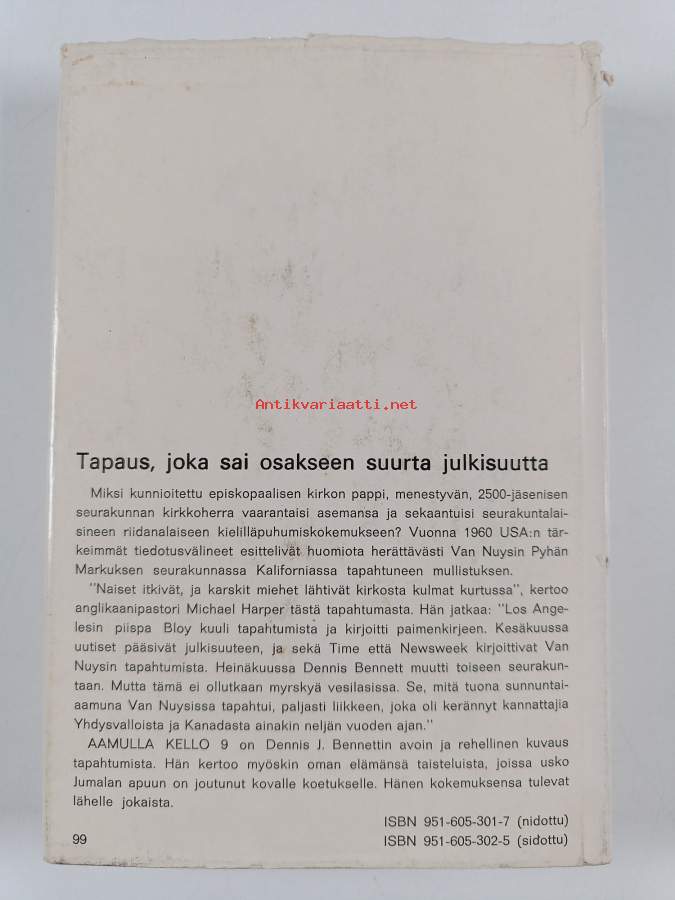 Antikvariaatti.net
Tapaus, joka sai osakseen suurta julkisuutta
Miksi kunnioitettu episkopaalisen kirkon pappi, menestyvän, 2500-jäsenisen
seurakunnan kirkkoherra vaarantaisi asemansa ja sekaantuisi seurakuntalai-
sineen riidanalaiseen kielilläpuhumiskokemukseen? Vuonna 1960 USA:n tär-
keimmät tiedotusvälineet esittelivät huomiota herättävästi Van Nuysin Pyhän
Markuksen seurakunnassa Kaliforniassa tapahtuneen mullistuksen.
"Naiset itkivät, ja karskit miehet lähtivät kirkosta kulmat kurtussa", kertoo
anglikaanipastori Michael Harper tästä tapahtumasta. Hän jatkaa: "Los Ange-
lesin piispa Bloy kuuli tapahtumista ja kirjoitti paimenkirjeen. Kesäkuussa
uutiset pääsivät julkisuuteen, ja sekä Time että Newsweek kirjoittivat Van
Nuysin tapahtumista. Heinäkuussa Dennis Bennett muutti toiseen seurakun-
taan. Mutta tämä ei ollutkaan myrskyä vesilasissa. Se, mitä tuona sunnuntai-
aamuna Van Nuysissa tapahtui, paljasti liikkeen, joka oli kerännyt kannattajia
Yhdysvalloista ja Kanadasta ainakin neljän vuoden ajan."
AAMULLA KELLO 9 on Dennis J. Bennettin avoin ja rehellinen kuvaus
tapahtumista. Hän kertoo myöskin oman elämänsä taisteluista, joissa usko
Jumalan apuun on joutunut kovalle koetukselle. Hänen kokemuksensa tulevat
lähelle jokaista.
ISBN 951-605-301-7 (nidottu)
99 ISBN 951-605-302-5 (sidottu)